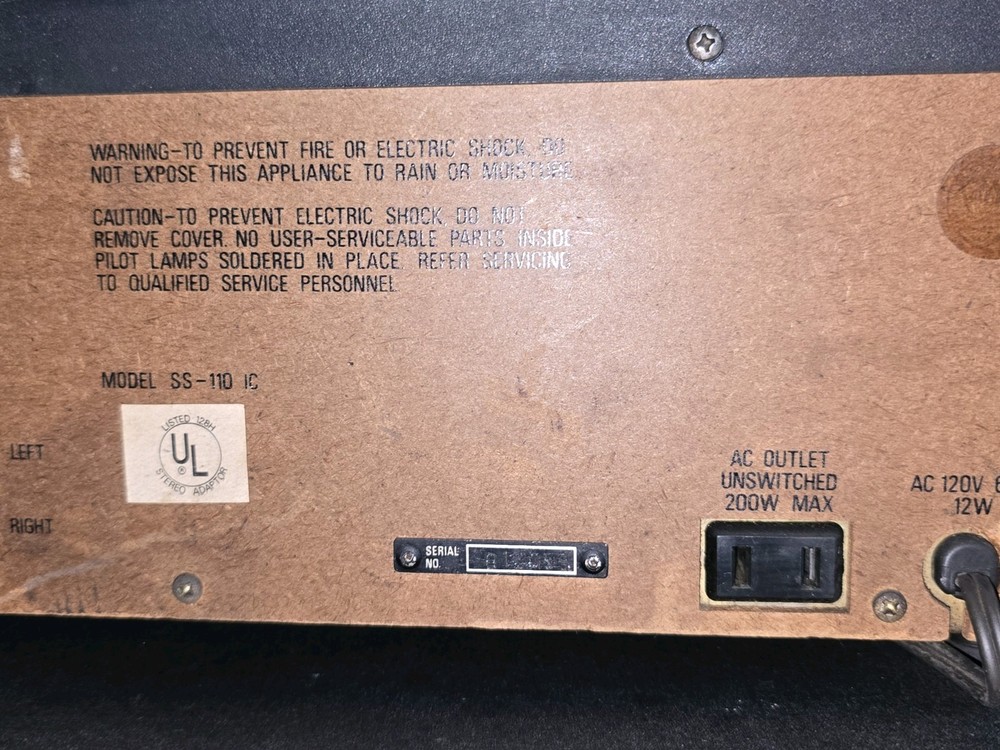 WARNING-TO PREVENT FIRE OR ELECTRIC SHOCK, DO
NOT EXPOSE THIS APPLIANCE TO RAIN OR MOISTURE.
CAUTION-TO PREVENT ELECTRIC SHOCK, DO NOT
REMOVE COVER. NO USER-SERVICEABLE PARTS INSIDE
PILOT LAMPS SOLDERED IN PLACE. REFER SERVICING
TO QUALIFIED SERVICE PERSONNEL
MODEL SS-110 IC
LISTED 128H
UL
®
STEREO ADAPTOR
LEFT
RIGHT
SERIAL
NO.
AC OUTLET
UNSWITCHED
200W MAX
AC 120V 6
12W